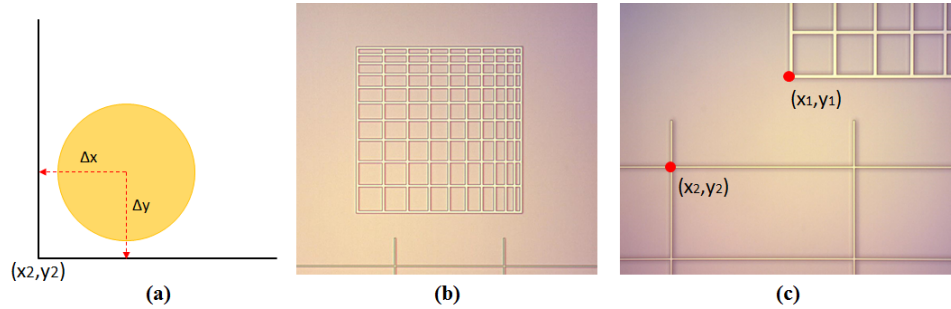 Δx
Δy
(x2,y2)
(a)
(b)
(x1,y1)
(x2,y2)
(c)